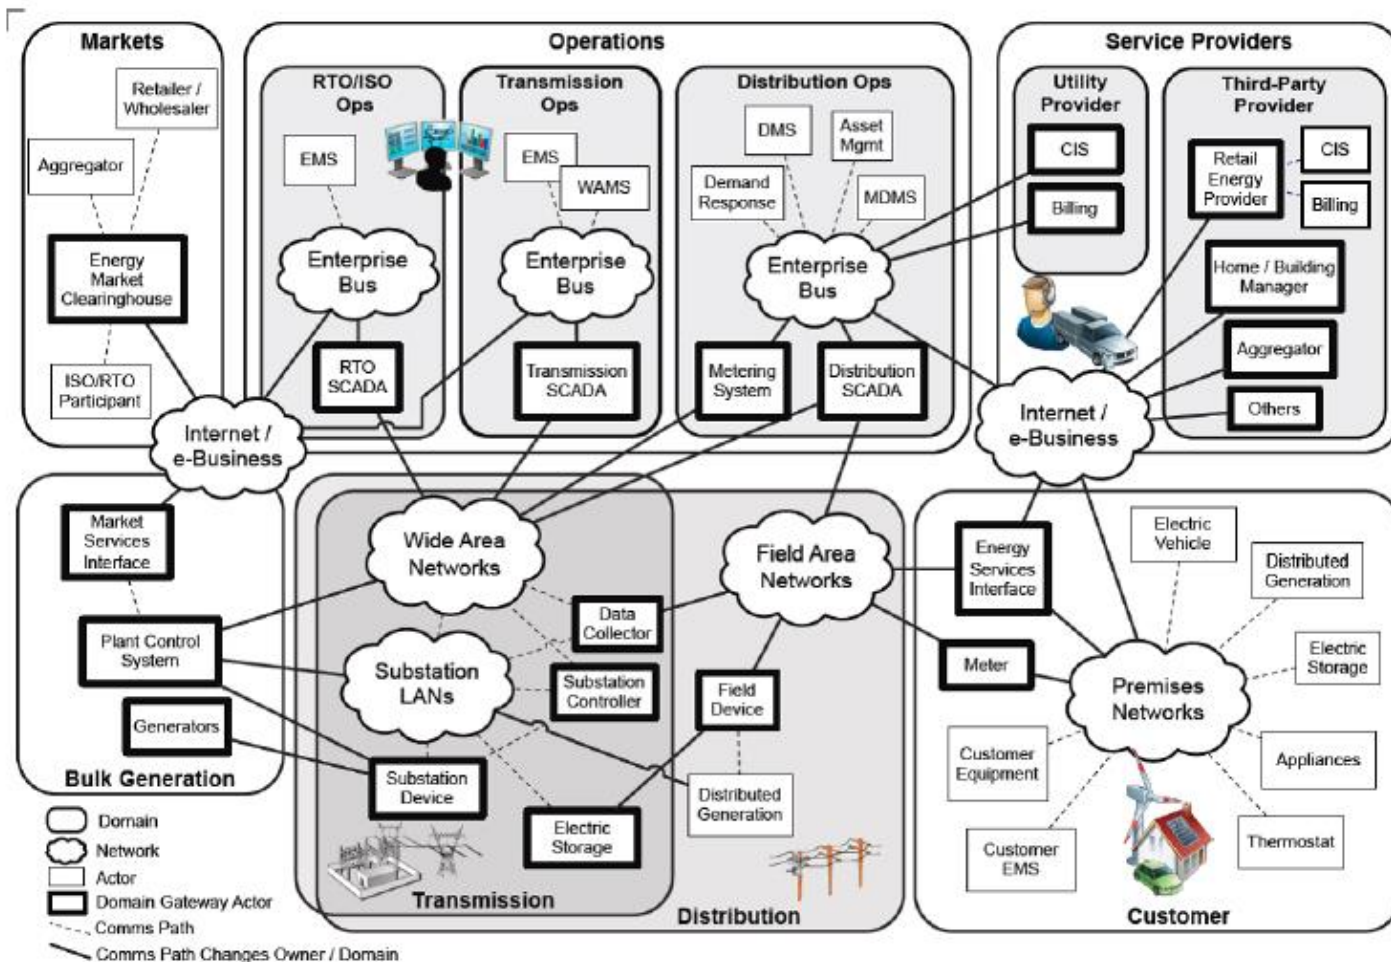 Markets
Retailer /
Wholesaler
Aggregator
Energy
Market
Clearinghouse
ISO/RTO
Participant
Operations
RTO/ISO
Ops
EMS
Enterprise
Bus
RTO
SCADA
Transmission
Ops
EMS
WAMS
Enterprise
Bus
Transmission
SCADA
Distribution Ops
DMS
Asset
Mgmt
Demand
Response
MDMS
Enterprise
Bus
Metering
System
Distribution
SCADA
Service Providers
Utility
Provider
CIS
Billing
Third-Party
Provider
Retail
Energy
Provider
CIS
Billing
Home / Building
Manager
Aggregator
Others
Internet /
e-Business
Internet /
e-Business
Market
Services
Interface
Plant Control
System
Generators
Bulk Generation
Wide Area
Networks
Substation
LANs
Data
Collector
Substation
Controller
Substation
Device
Electric
Storage
Transmission
Field Area
Networks
Field
Device
Distributed
Generation
Distribution
Energy
Services
Interface
Meter
Electric
Vehicle
Distributed
Generation
Electric
Storage
Premises
Networks
Customer
Equipment
Appliances
Customer
EMS
Thermostat
Customer
Domain
Network
Actor
Domain Gateway Actor
Comms Path
Comms Path Changes Owner / Domain